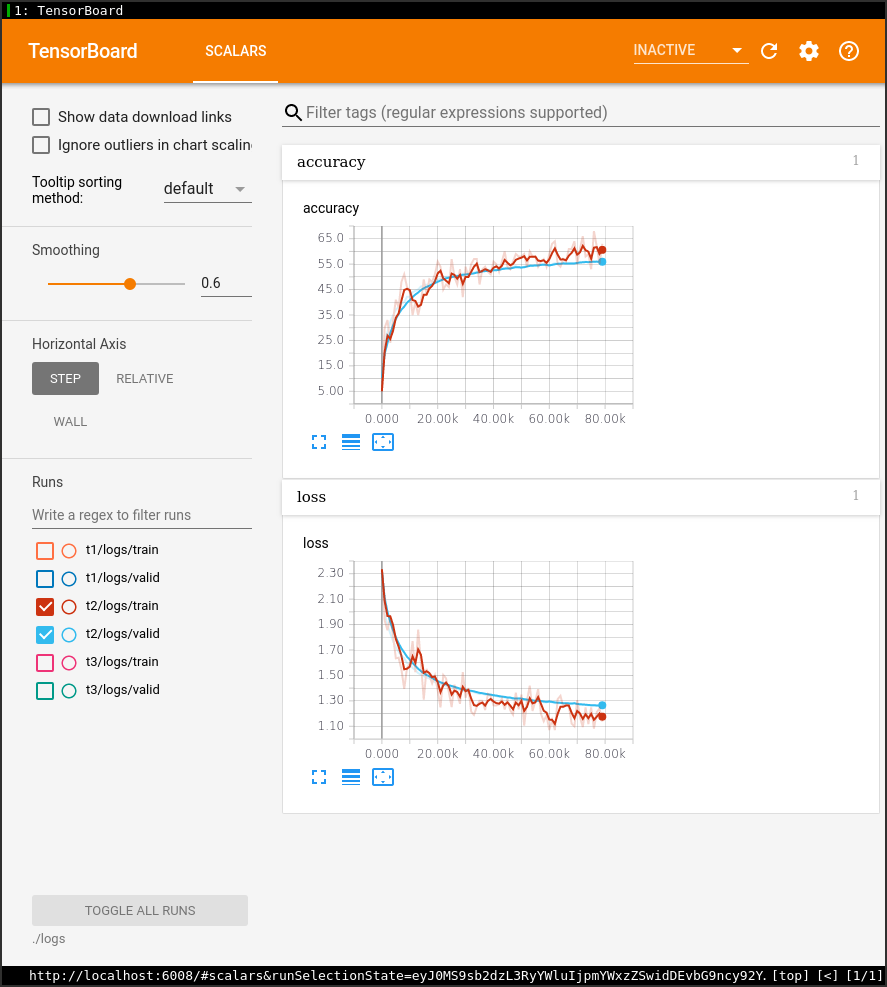 1: TensorBoard
TensorBoard
SCALARS
INACTIVE
Show data download links
Ignore outliers in chart scalin
Tooltip sorting
method:
default
Smoothing
0.6
Horizontal Axis
STEP
RELATIVE
WALL
Runs
Write a regex to filter runs
t1/logs/train
t1/logs/valid
t2/logs/train
t2/logs/valid
t3/logs/train
t3/logs/valid
TOGGLE ALL RUNS
./logs
Filter tags (regular expressions supported)
accuracy 1
accuracy
65.0
55.0
45.0
35.0
25.0
15.0
5.00
0.000 20.00k 40.00k 60.00k 80.00k
loss 1
loss
2.30
2.10
1.90
1.70
1.50
1.30
1.10
0.000 20.00k 40.00k 60.00k 80.00k
http://localhost:6008/#scalars&runSelectionState=eyJ0MS9sb2dzL3RyYWluIjpmYWxzZSwidDEvbG9ncy92Y. [top] [<] [1/1]